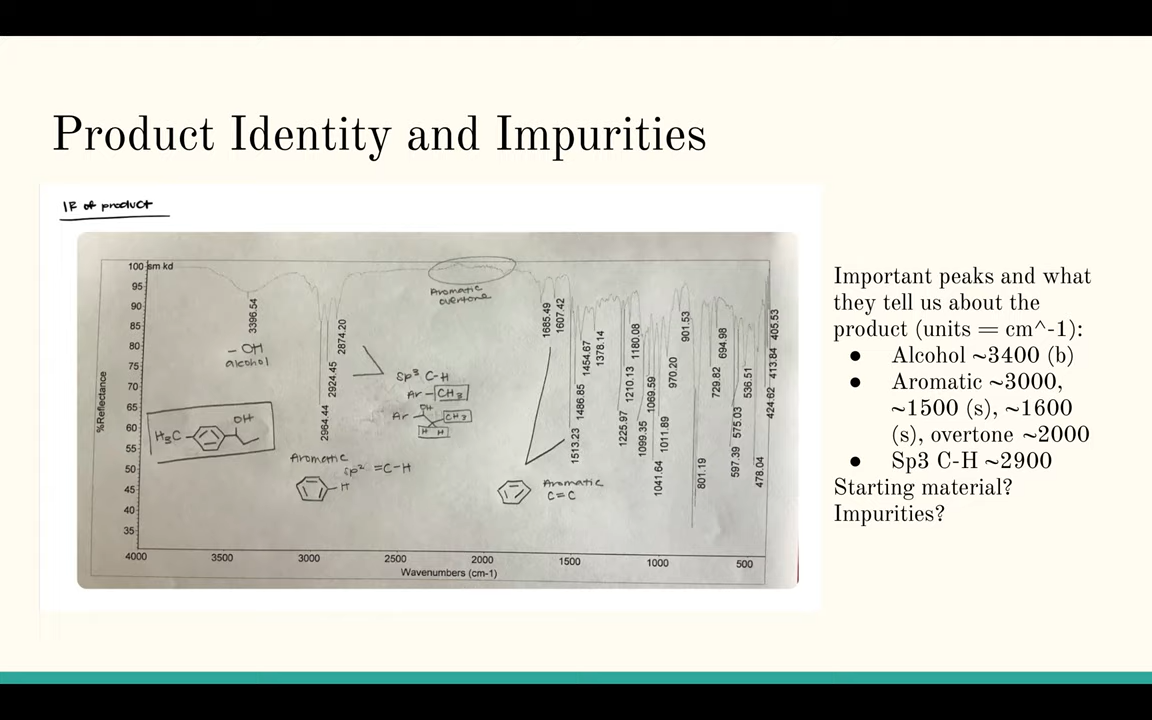 Product Identity and Impurities
IR of product
100 sm kd
95
90
85
80
75
70
65
60
55
50
45
40
35
%Reflectance
3396.54
- OH
alcohol
H3C
OH
2964.44
2924.45
2874.20
Aromatic
sp² =C-H
H
sp³ C-H
Ar-CH3
OH
Ar
CH3
H H
Aromatic
overtone
1685.49
1607.42
Aromatic
C=C
1513.23
1486.85
1454.67
1378.14
1225.97
1210.13
1180.08
1099.35
1069.59
1041.64
1011.89
970.20
901.53
801.19
729.82
694.98
597.39
575.03
536.51
478.04
424.62
413.84
405.53
4000
3500
3000
2500
2000
1500
1000
500
Wavenumbers (cm-1)
Important peaks and what
they tell us about the
product (units = cm^-1):
● Alcohol ~3400 (b)
● Aromatic ~3000,
~1500 (s), ~1600
(s), overtone ~2000
● Sp3 C-H ~2900
Starting material?
Impurities?